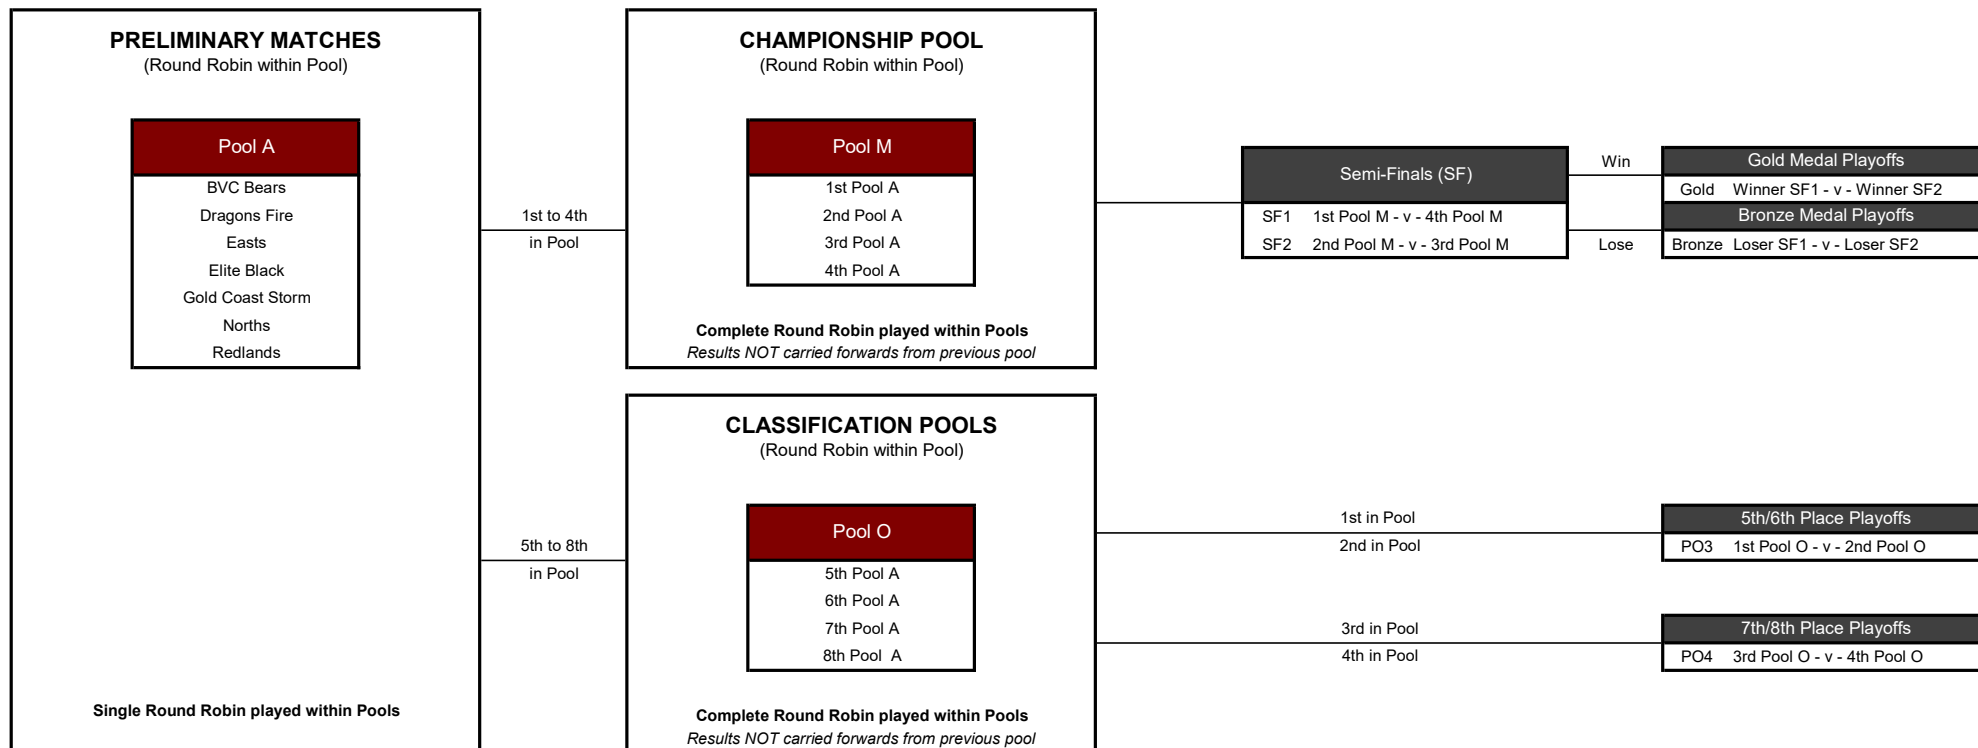 PRELIMINARY MATCHES
(Round Robin within Pool)
Pool A
BVC Bears
Dragons Fire
Easts
Elite Black
Gold Coast Storm
Norths
Redlands
Single Round Robin played within Pools
1st to 4th
in Pool
5th to 8th
in Pool
CHAMPIONSHIP POOL
(Round Robin within Pool)
Pool M
1st Pool A
2nd Pool A
3rd Pool A
4th Pool A
Complete Round Robin played within Pools
Results NOT carried forwards from previous pool
CLASSIFICATION POOLS
(Round Robin within Pool)
Pool O
5th Pool A
6th Pool A
7th Pool A
8th Pool A
Complete Round Robin played within Pools
Results NOT carried forwards from previous pool
Semi-Finals (SF)
SF1 1st Pool M - v - 4th Pool M
SF2 2nd Pool M - v - 3rd Pool M
Win
Lose
Gold Medal Playoffs
Gold Winner SF1 - v - Winner SF2
Bronze Medal Playoffs
Bronze Loser SF1 - v - Loser SF2
1st in Pool
2nd in Pool
5th/6th Place Playoffs
PO3 1st Pool O - v - 2nd Pool O
3rd in Pool
4th in Pool
7th/8th Place Playoffs
PO4 3rd Pool O - v - 4th Pool O